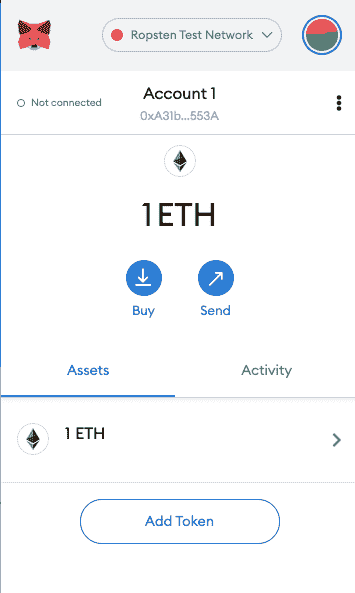 Ropsten Test Network
Not connected
Account 1
0xA31b...553A
1 ETH
Buy
Send
Assets
Activity
1 ETH
Add Token